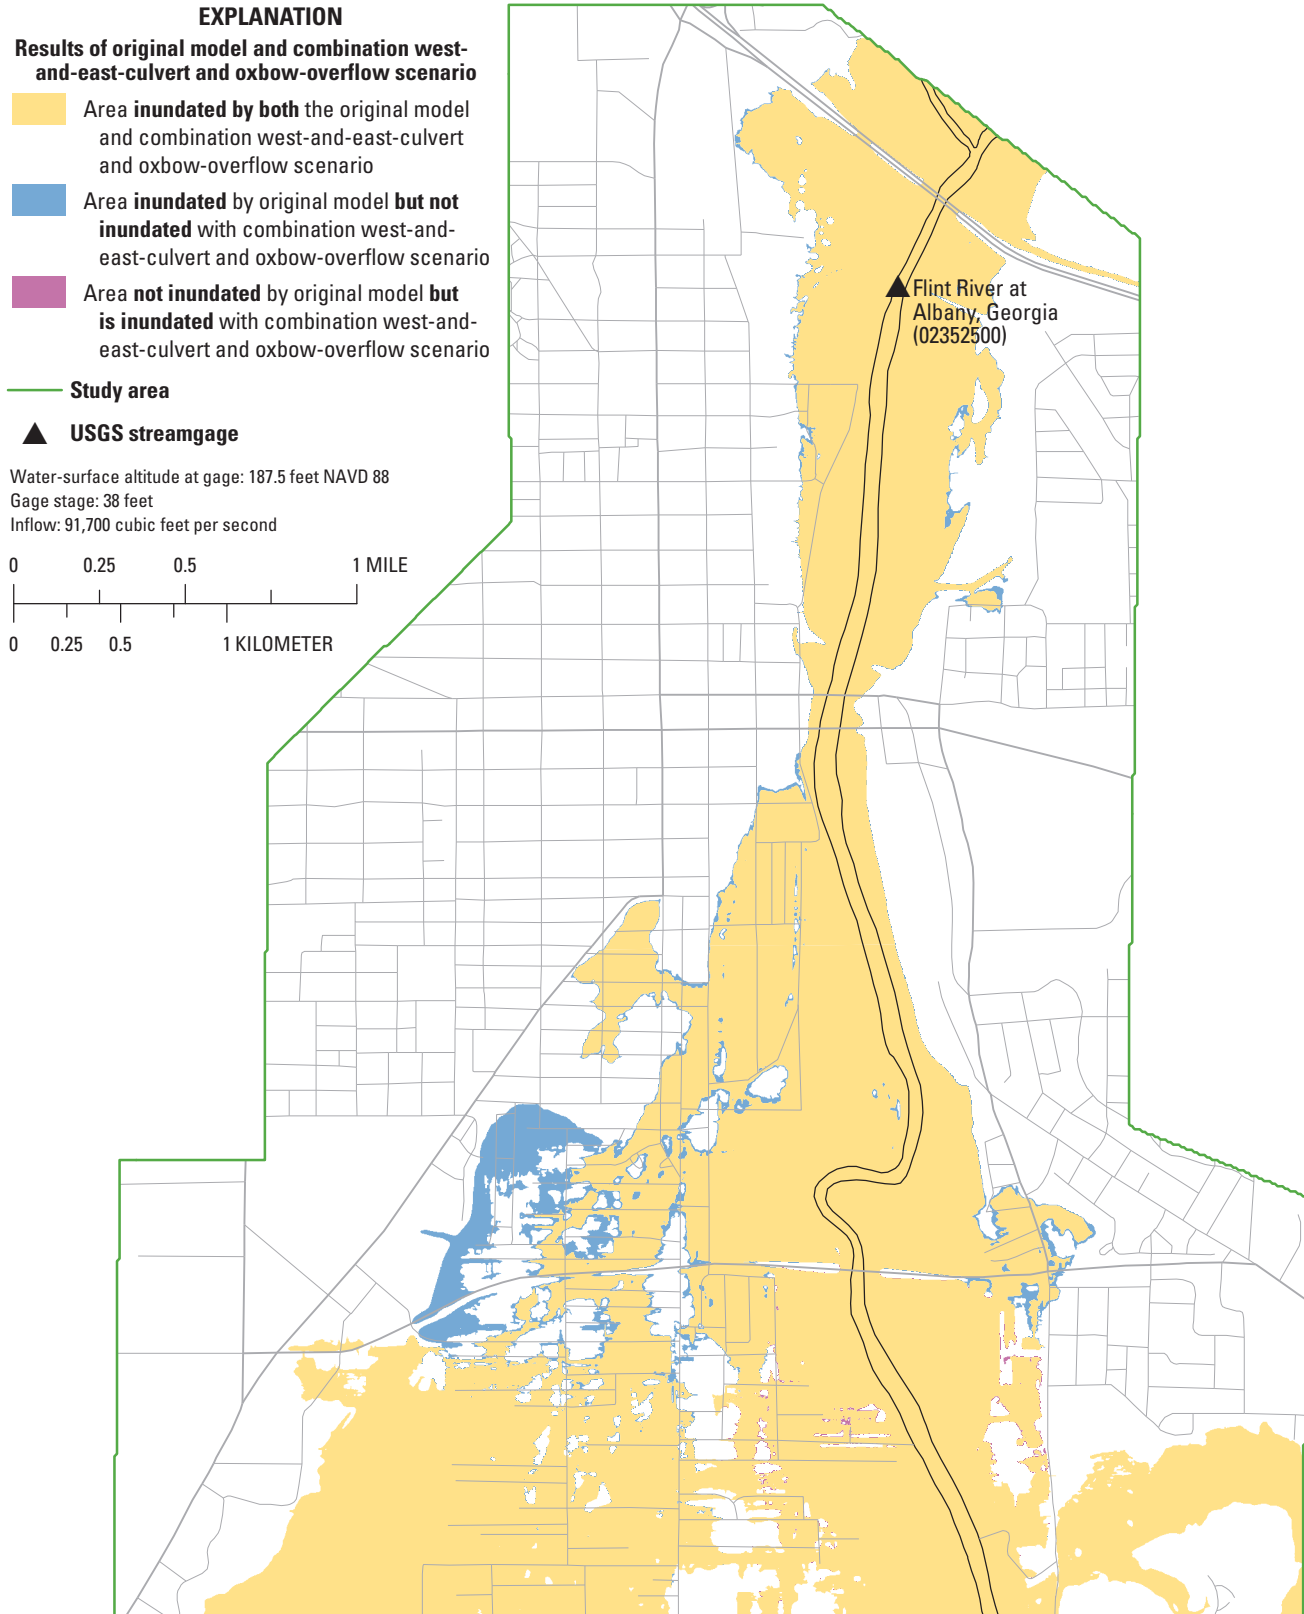 EXPLANATION
Results of original model and combination west-
and-east-culvert and oxbow-overflow scenario
Area inundated by both the original model
and combination west-and-east-culvert
and oxbow-overflow scenario
Area inundated by original model but not
inundated with combination west-and-
east-culvert and oxbow-overflow scenario
Area not inundated by original model but
is inundated with combination west-and-
east-culvert and oxbow-overflow scenario
Study area
USGS streamgage
Water-surface altitude at gage: 187.5 feet NAVD 88
Gage stage: 38 feet
Inflow: 91,700 cubic feet per second
0 0.25 0.5 1 MILE
0 0.25 0.5 1 KILOMETER
Flint River at
Albany, Georgia
(02352500)